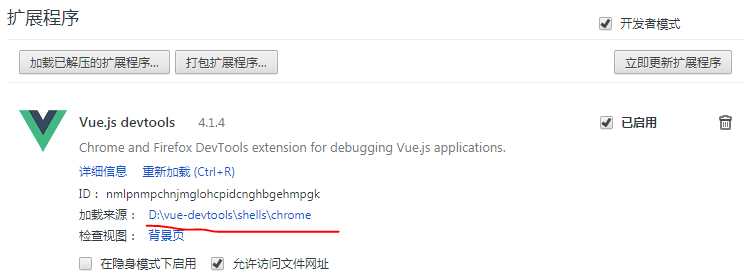 扩展程序
开发者模式
加载已解压的扩展程序... 打包扩展程序... 立即更新扩展程序
Vue.js devtools 4.1.4 已启用
Chrome and Firefox DevTools extension for debugging Vue.js applications.
详细信息 重新加载 (Ctrl+R)
ID： nmlpnmpchnjmglohcpidcnghbgehmpgk
加载来源： D:\vue-devtools\shells\chrome
检查视图： 背景页
在隐身模式下启用 允许访问文件网址